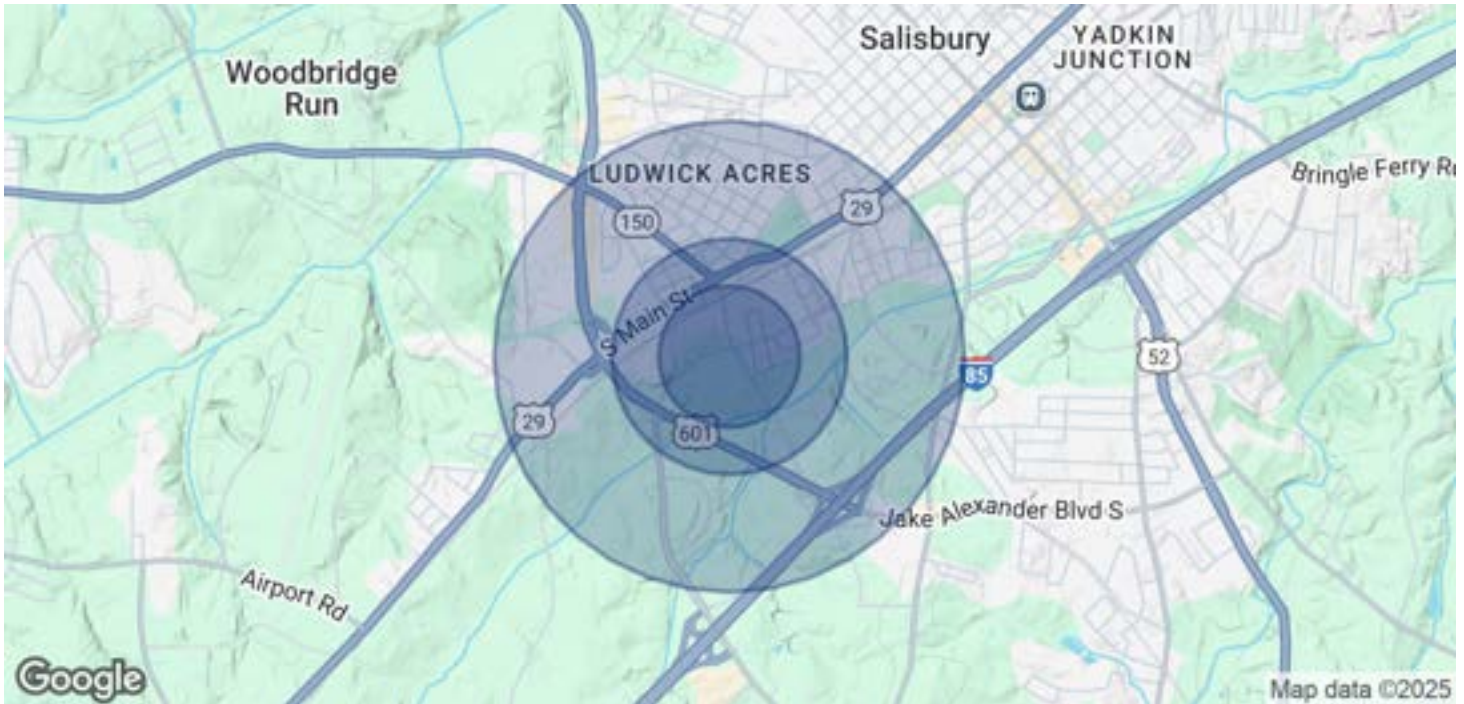 Salisbury
YADKIN
JUNCTION
Woodbridge
Run
LUDWICK ACRES
Bringle Ferry R
150
29
S Main St
52
85
29
601
Jake Alexander Blvd S
Airport Rd
Google
Map data ©2025